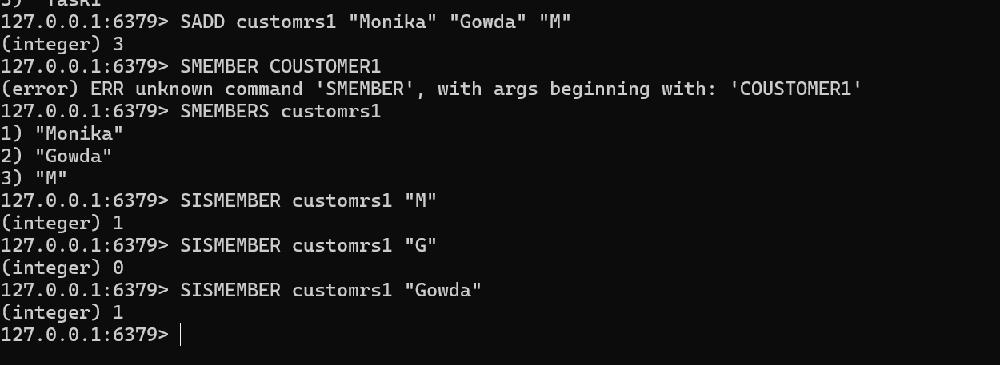 3) "Task1
127.0.0.1:6379> SADD customrs1 "Monika" "Gowda" "M"
(integer) 3
127.0.0.1:6379> SMEMBER COUSTOMER1
(error) ERR unknown command 'SMEMBER', with args beginning with: 'COUSTOMER1'
127.0.0.1:6379> SMEMBERS customrs1
1) "Monika"
2) "Gowda"
3) "M"
127.0.0.1:6379> SISMEMBER customrs1 "M"
(integer) 1
127.0.0.1:6379> SISMEMBER customrs1 "G"
(integer) 0
127.0.0.1:6379> SISMEMBER customrs1 "Gowda"
(integer) 1
127.0.0.1:6379>